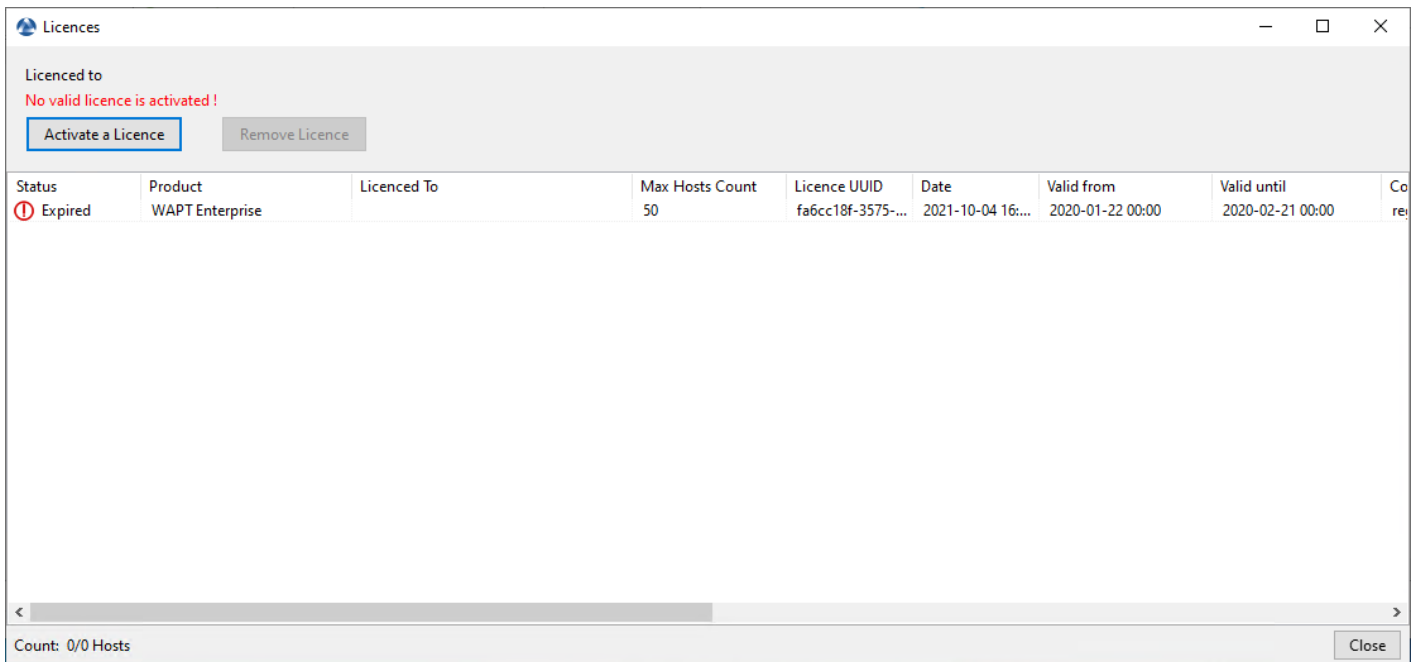 Licences
Licenced to
No valid licence is activated !
Activate a Licence Remove Licence
Status Product Licenced To Max Hosts Count Licence UUID Date Valid from Valid until Co
Expired WAPT Enterprise 50 fa6cc18f-3575-... 2021-10-04 16:... 2020-01-22 00:00 2020-02-21 00:00
Count: 0/0 Hosts Close